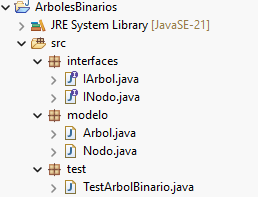 ArbolesBinarios
JRE System Library [JavaSE-21]
src
interfaces
IArbol.java
INodo.java
modelo
Arbol.java
Nodo.java
test
TestArbolBinario.java